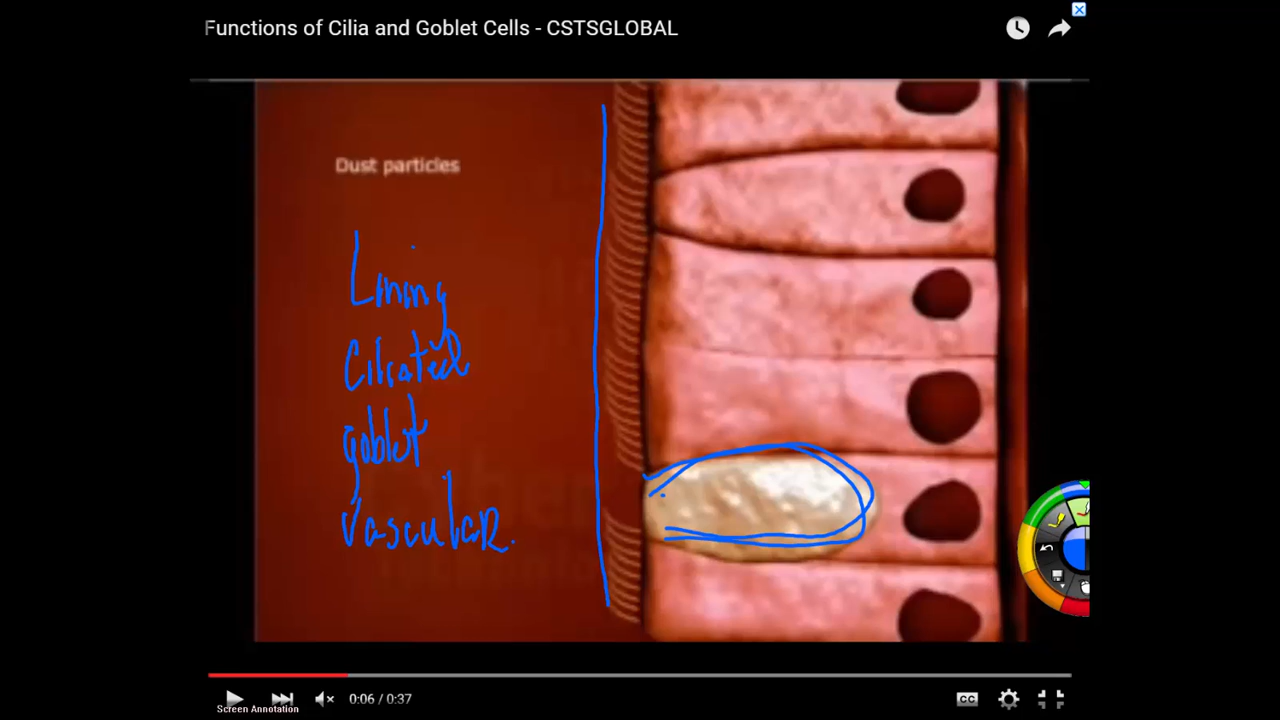 Functions of Cilia and Goblet Cells - CSTSGLOBAL
Dust particles
Lining
Ciliated
goblet
vascular.
0:06 / 0:37
CC
Screen Annotation